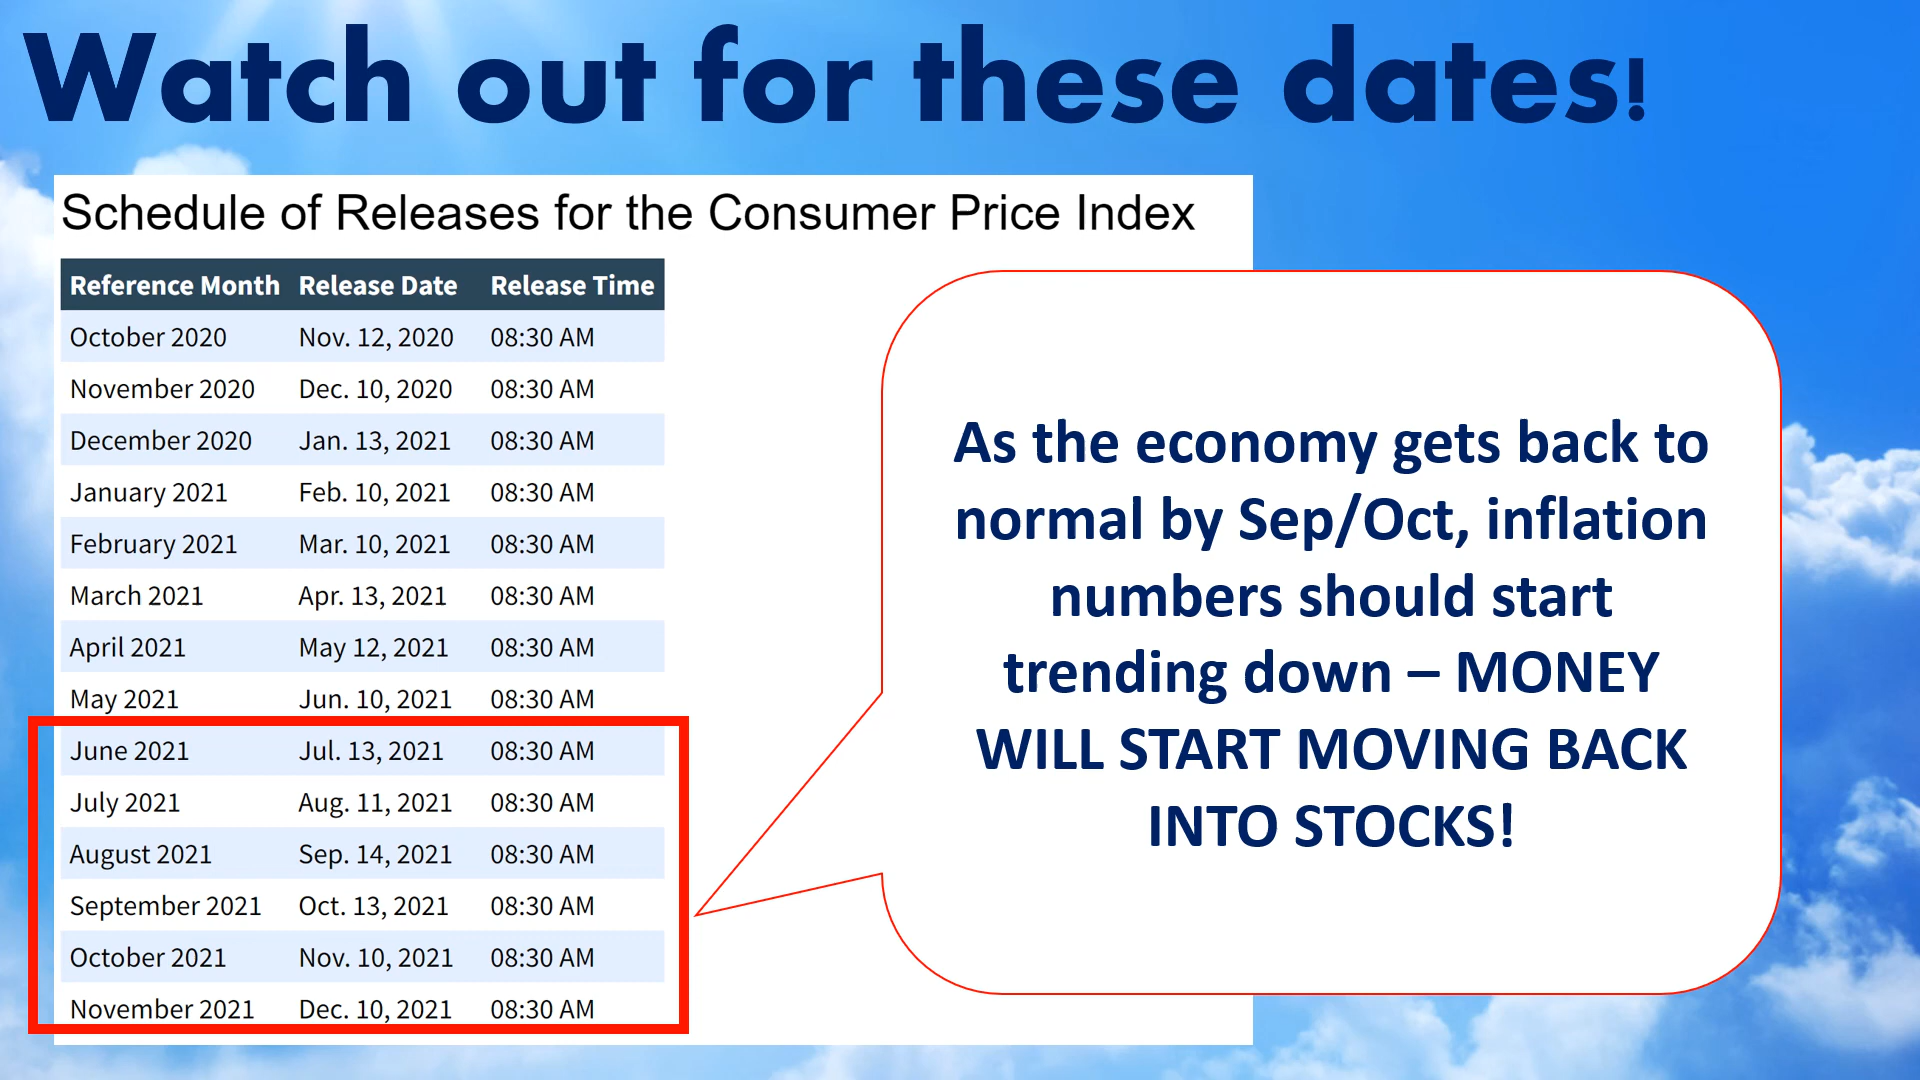 Watch out for these dates!
Schedule of Releases for the Consumer Price Index
Reference Month Release Date Release Time
October 2020 Nov. 12, 2020 08:30 AM
November 2020 Dec. 10, 2020 08:30 AM
December 2020 Jan. 13, 2021 08:30 AM
January 2021 Feb. 10, 2021 08:30 AM
February 2021 Mar. 10, 2021 08:30 AM
March 2021 Apr. 13, 2021 08:30 AM
April 2021 May 12, 2021 08:30 AM
May 2021 Jun. 10, 2021 08:30 AM
June 2021 Jul. 13, 2021 08:30 AM
July 2021 Aug. 11, 2021 08:30 AM
August 2021 Sep. 14, 2021 08:30 AM
September 2021 Oct. 13, 2021 08:30 AM
October 2021 Nov. 10, 2021 08:30 AM
November 2021 Dec. 10, 2021 08:30 AM
As the economy gets back to
normal by Sep/Oct, inflation
numbers should start
trending down – MONEY
WILL START MOVING BACK
INTO STOCKS!